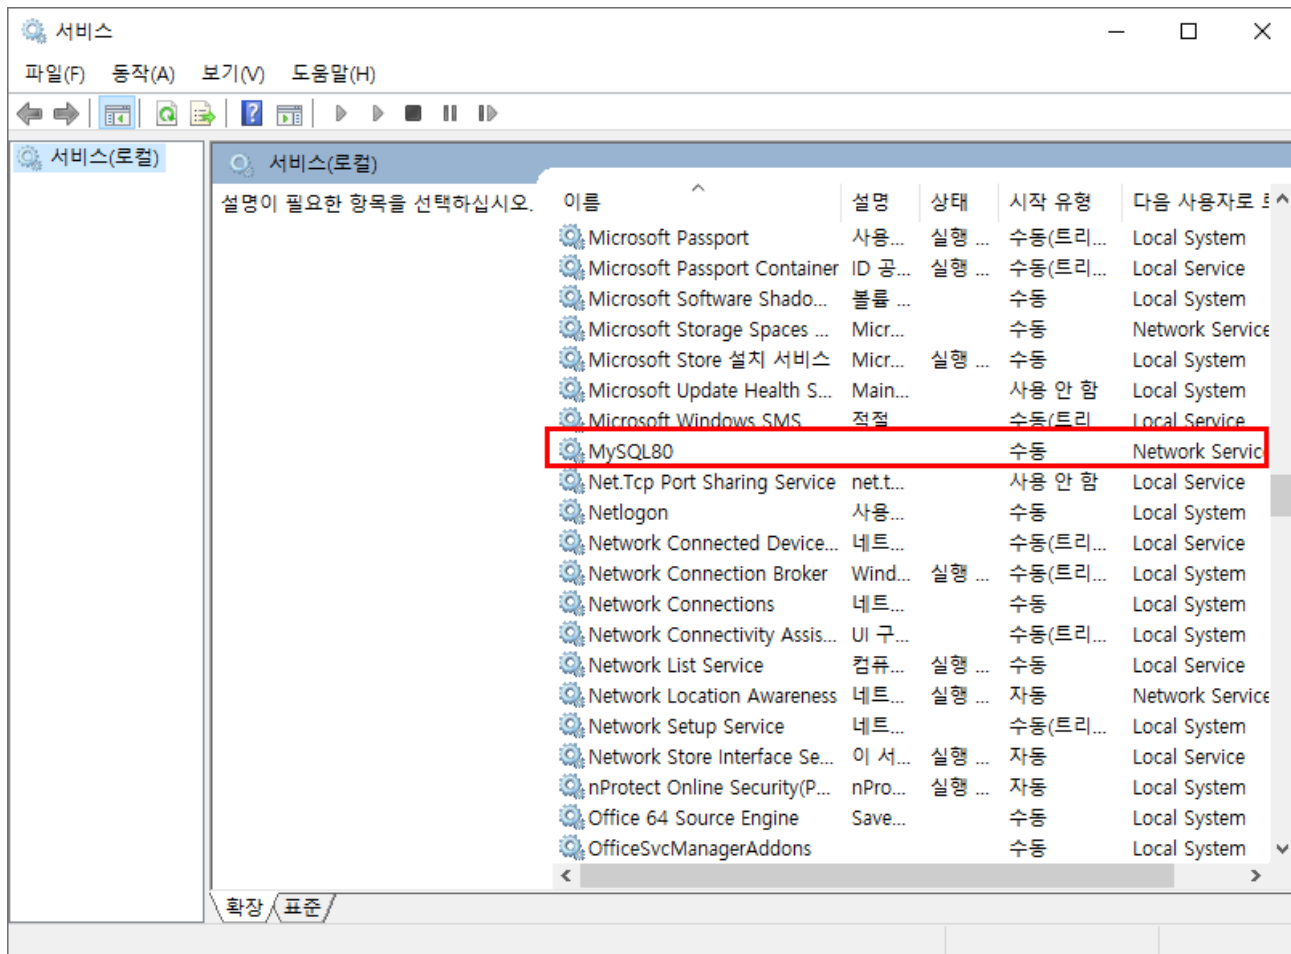 서비스
파일(F) 동작(A) 보기(V) 도움말(H)
서비스(로컬)
서비스(로컬)
설명이 필요한 항목을 선택하십시오.
이름 설명 상태 시작 유형 다음 사용자로
Microsoft Passport 사용... 실행 ... 수동(트리... Local System
Microsoft Passport Container ID 공... 실행 ... 수동(트리... Local Service
Microsoft Software Shado... 볼륨 ... 수동 Local System
Microsoft Storage Spaces ... Micr... 수동 Network Service
Microsoft Store 설치 서비스 Micr... 실행 ... 수동 Local System
Microsoft Update Health S... Main... 사용 안 함 Local System
Microsoft Windows SMS 적절 수동(트리 Local Service
MySQL80 수동 Network Servic
Net.Tcp Port Sharing Service net.t... 사용 안 함 Local Service
Netlogon 사용... 수동 Local System
Network Connected Device... 네트... 수동(트리... Local Service
Network Connection Broker Wind... 실행 ... 수동(트리... Local System
Network Connections 네트... 수동 Local System
Network Connectivity Assis... UI 구... 수동(트리... Local System
Network List Service 컴퓨... 실행 ... 수동 Local Service
Network Location Awareness 네트... 실행 ... 자동 Network Service
Network Setup Service 네트... 수동(트리... Local System
Network Store Interface Se... 이 서... 실행 ... 자동 Local Service
nProtect Online Security(P... nPro... 실행 ... 자동 Local System
Office 64 Source Engine Save... 수동 Local System
OfficeSvcManagerAddons 수동 Local System
확장 표준